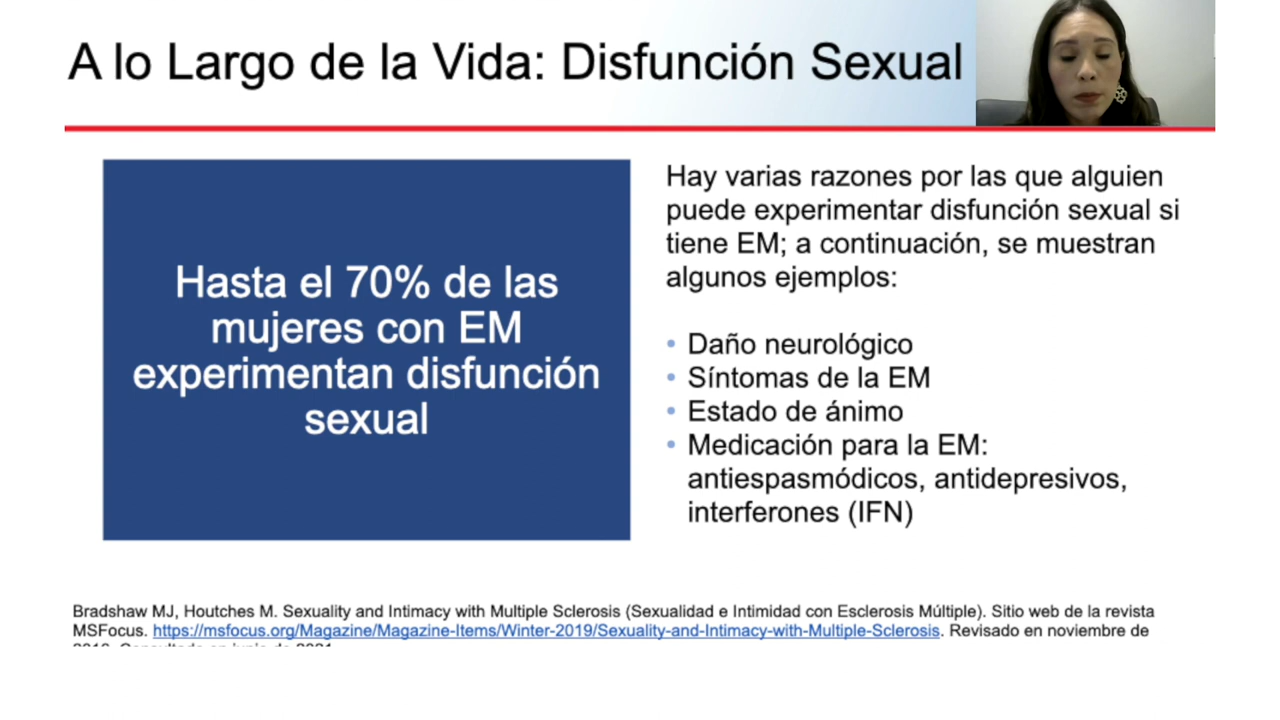 A lo Largo de la Vida: Disfunción Sexual
Hasta el 70% de las
mujeres con EM
experimentan disfunción
sexual
Hay varias razones por las que alguien
puede experimentar disfunción sexual si
tiene EM; a continuación, se muestran
algunos ejemplos:
• Daño neurológico
• Síntomas de la EM
• Estado de ánimo
• Medicación para la EM:
antiespasmódicos, antidepresivos,
interferones (IFN)
Bradshaw MJ, Houtches M. Sexuality and Intimacy with Multiple Sclerosis (Sexualidad e Intimidad con Esclerosis Múltiple). Sitio web de la revista
MSFocus. https://msfocus.org/Magazine/Magazine-Items/Winter-2019/Sexuality-and-Intimacy-with-Multiple-Sclerosis. Revisado en noviembre de